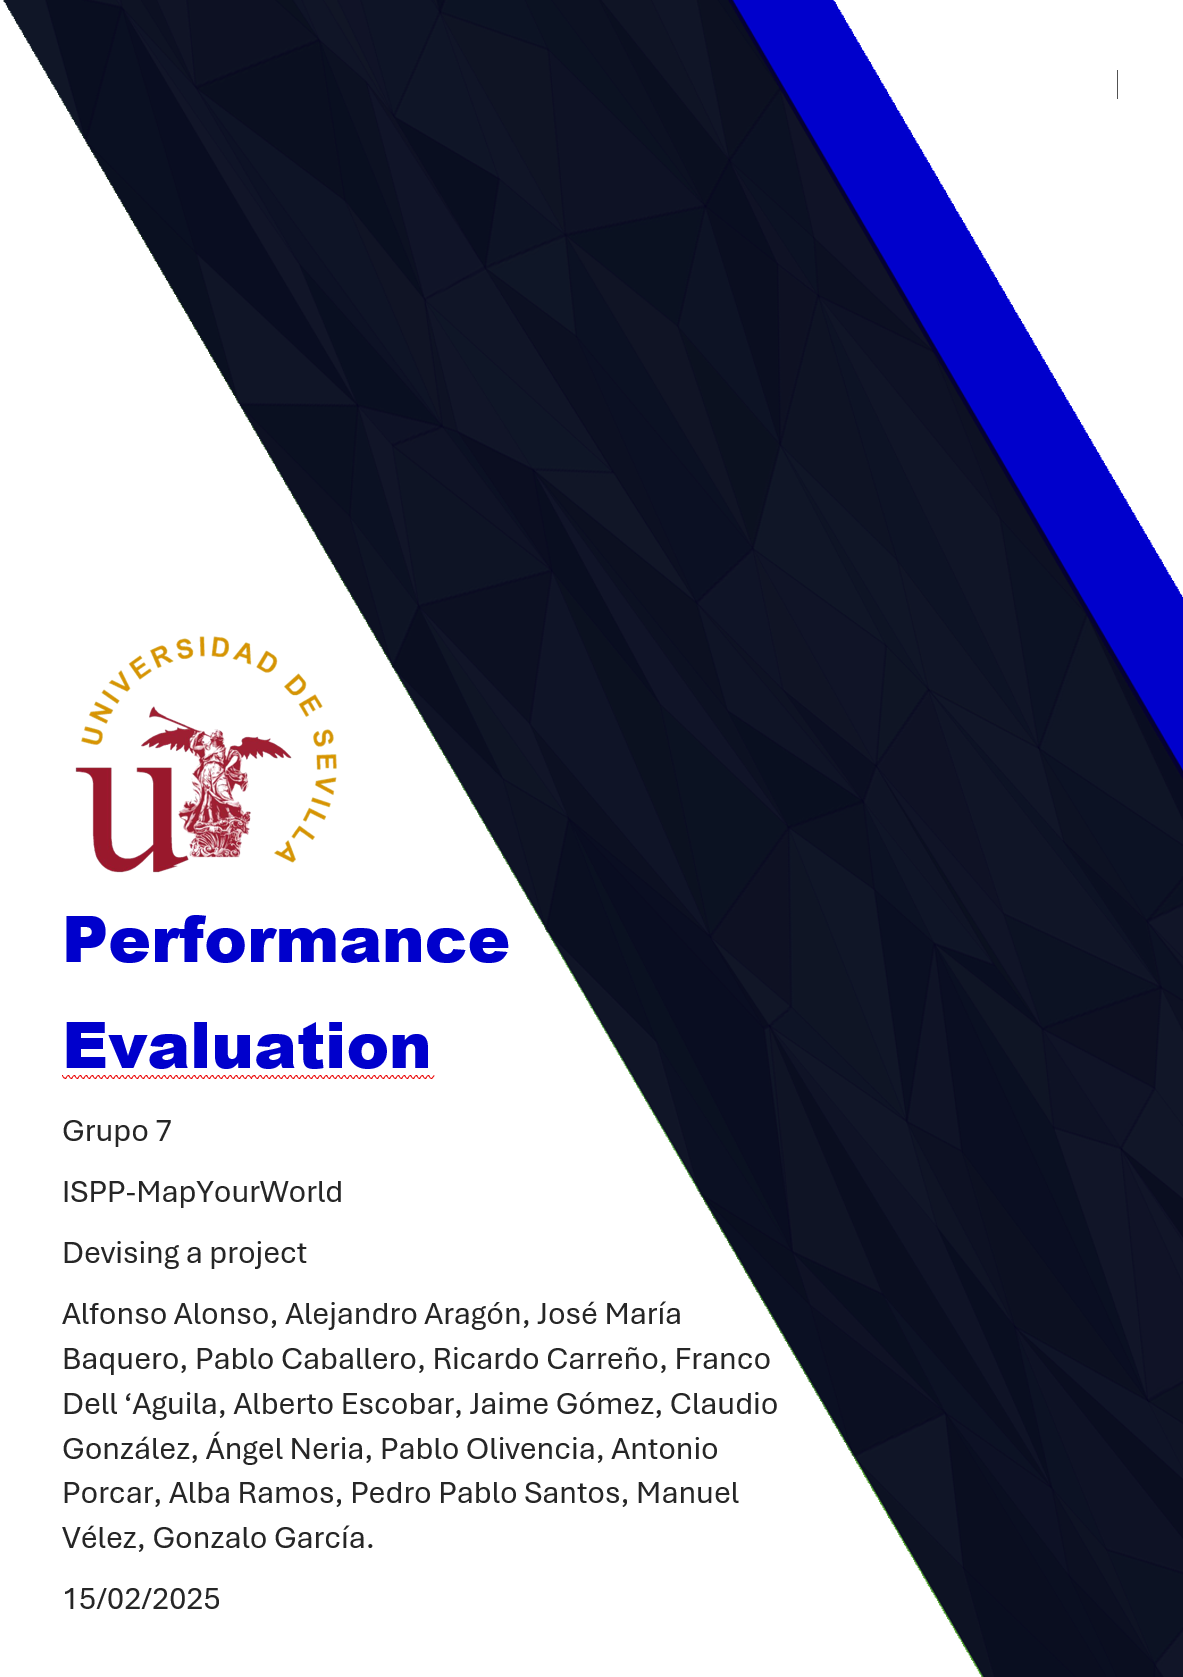 UNIVERSIDAD DE SEVILLA
u
Performance
Evaluation
Grupo 7
ISPP-MapYourWorld
Devising a project
Alfonso Alonso, Alejandro Aragón, José María
Baquero, Pablo Caballero, Ricardo Carreño, Franco
Dell ‘Aguila, Alberto Escobar, Jaime Gómez, Claudio
González, Ángel Neria, Pablo Olivencia, Antonio
Porcar, Alba Ramos, Pedro Pablo Santos, Manuel
Vélez, Gonzalo García.
15/02/2025